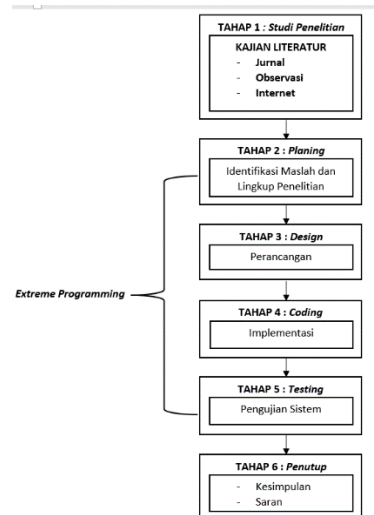 TAHAP 1 : Studi Penelitian
KAJIAN LITERATUR
- Jurnal
- Observasi
- Internet
TAHAP 2 : Planing
Identifikasi Maslah dan
Lingkup Penelitian
TAHAP 3 : Design
Perancangan
Extreme Programming
TAHAP 4 : Coding
Implementasi
TAHAP 5 : Testing
Pengujian Sistem
TAHAP 6 : Penutup
- Kesimpulan
- Saran